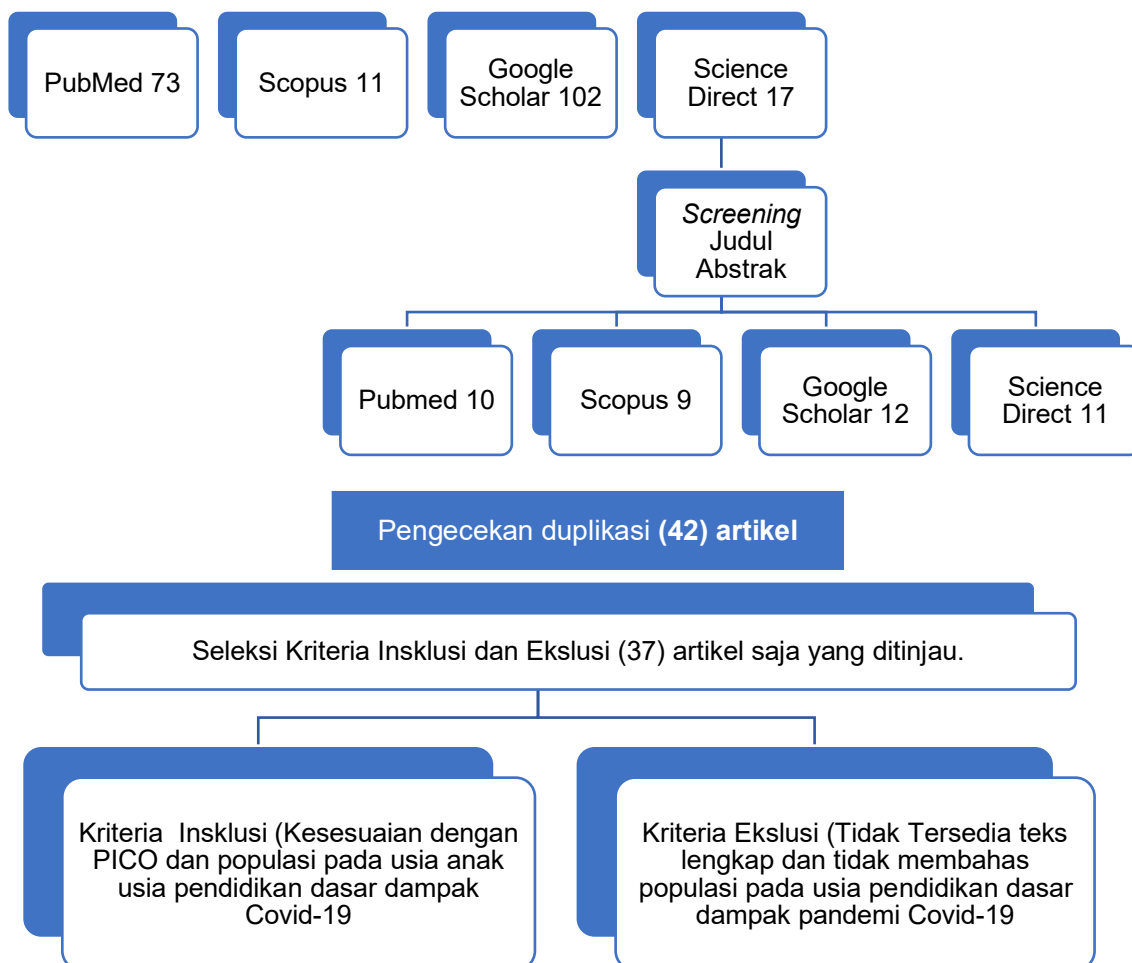 PubMed 73
Scopus 11
Google
Scholar 102
Science
Direct 17
Screening
Judul
Abstrak
Pubmed 10
Scopus 9
Google
Scholar 12
Science
Direct 11
Pengecekan duplikasi (42) artikel
Seleksi Kriteria Insklusi dan Ekslusi (37) artikel saja yang ditinjau.
Kriteria  Insklusi (Kesesuaian dengan
PICO dan populasi pada usia anak
usia pendidikan dasar dampak
Covid-19
Kriteria Ekslusi (Tidak Tersedia teks
lengkap dan tidak membahas
populasi pada usia pendidikan dasar
dampak pandemi Covid-19